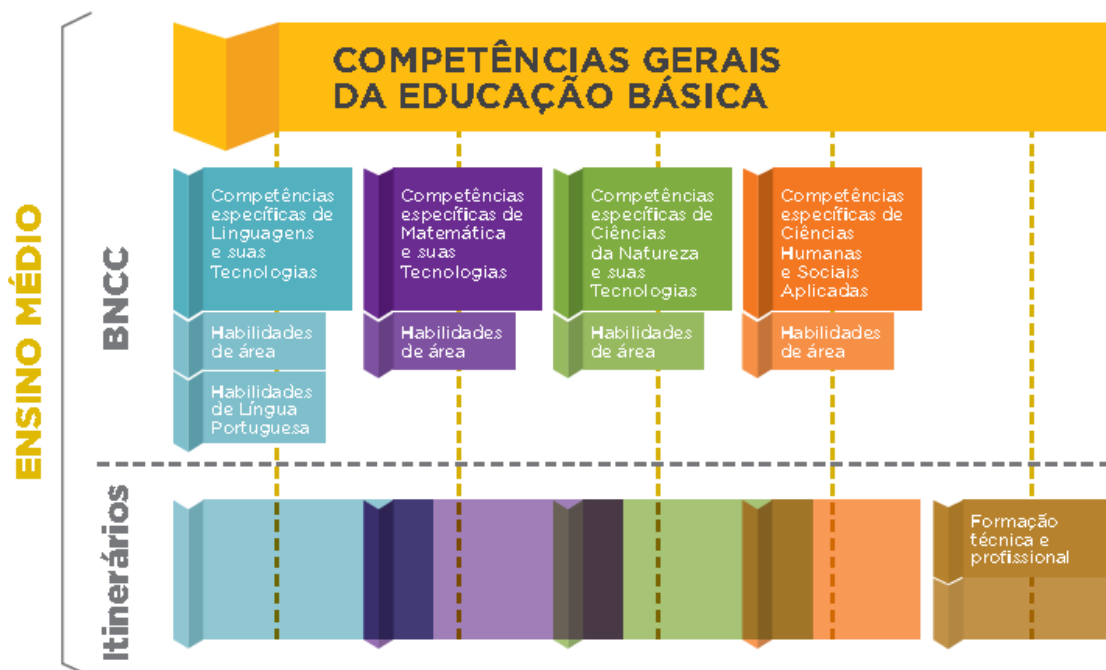 COMPETÊNCIAS GERAIS
DA EDUCAÇÃO BÁSICA
ENSINO MÉDIO
BNCC
Competências
específicas de
Linguagens
e suas
Tecnologias
Habilidades
de área
Habilidades
de Língua
Portuguesa
Competências
específicas de
Matemática
e suas
Tecnologias
Habilidades
de área
Competências
específicas de
Ciências
da Natureza
e suas
Tecnologias
Habilidades
de área
Competências
específicas de
Ciências
Humanas
e Sociais
Aplicadas
Habilidades
de área
Itinerários
Formação
técnica e
profissional